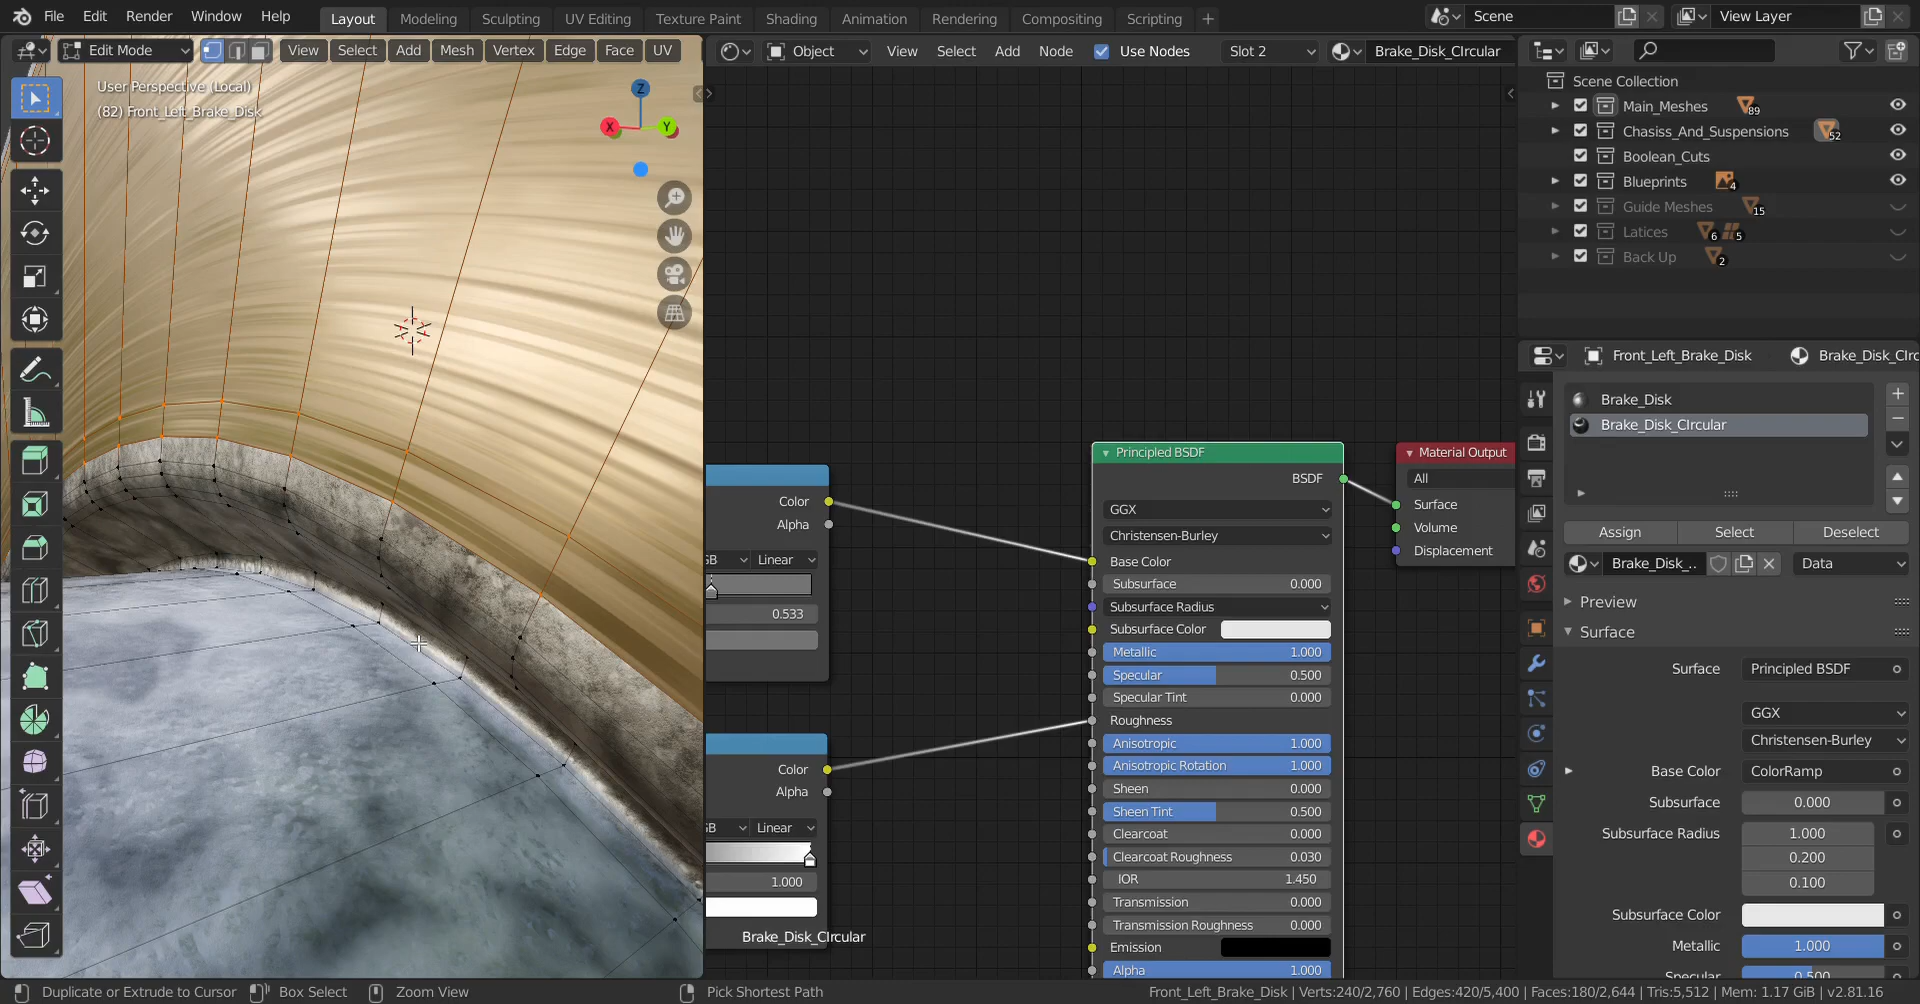 File Edit Render Window Help Layout Modeling Sculpting UV Editing Texture Paint Shading Animation Rendering Compositing Scripting + Scene View Layer
Edit Mode View Select Add Mesh Vertex Edge Face UV
Object View Select Add Node Use Nodes Slot 2 Brake_Disk_CIrcular
User Perspective (Local)
(82) Front_Left_Brake_Disk
Z
X
Y
Color
Alpha
Linear
0.533
Color
Alpha
Linear
1.000
Brake_Disk_CIrcular
Principled BSDF
BSDF
GGX
Christensen-Burley
Base Color
Subsurface 0.000
Subsurface Radius
Subsurface Color
Metallic 1.000
Specular 0.500
Specular Tint 0.000
Roughness
Anisotropic 1.000
Anisotropic Rotation 1.000
Sheen 0.000
Sheen Tint 0.500
Clearcoat 0.000
Clearcoat Roughness 0.030
IOR 1.450
Transmission 0.000
Transmission Roughness 0.000
Emission
Alpha 1.000
Material Output
All
Surface
Volume
Displacement
Scene Collection
Main_Meshes 89
Chasiss_And_Suspensions 52
Boolean_Cuts
Blueprints 4
Guide Meshes 15
Latices 6 5
Back Up 2
Front_Left_Brake_Disk Brake_Disk_CIrc
Brake_Disk
Brake_Disk_CIrcular
Assign Select Deselect
Brake_Disk_.. Data
Preview
Surface
Surface Principled BSDF
GGX
Christensen-Burley
Base Color ColorRamp
Subsurface 0.000
Subsurface Radius 1.000
0.200
0.100
Subsurface Color
Metallic 1.000
Specular 0.500
Duplicate or Extrude to Cursor Box Select Zoom View Pick Shortest Path Front_Left_Brake_Disk | Verts:240/2,760 | Edges:420/5,400 | Faces:180/2,644 | Tris:5,512 | Mem: 1.17 GiB | v2.81.16